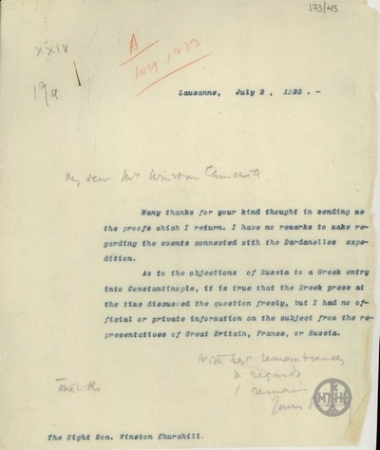 173/45
XXIV
A
19a
Lausanne, July 2, 1923. -
My dear Mr Winston Churchill
Many thanks for your kind thought in sending me
the proofs which I return. I have no remarks to make
regarding the events connected with the Dardanelles expe-
dition.
As to the objections of Russia to a Greek entry
into Constantinople, it is true that the Greek press at
the time discussed the question freely, but I had no of-
ficial or private information on the subject from the re-
presentatives of Great Britain, France, or Russia.
With best remembrances
& regards
I remain
Yours
The Right Hon. Winston Churchill.